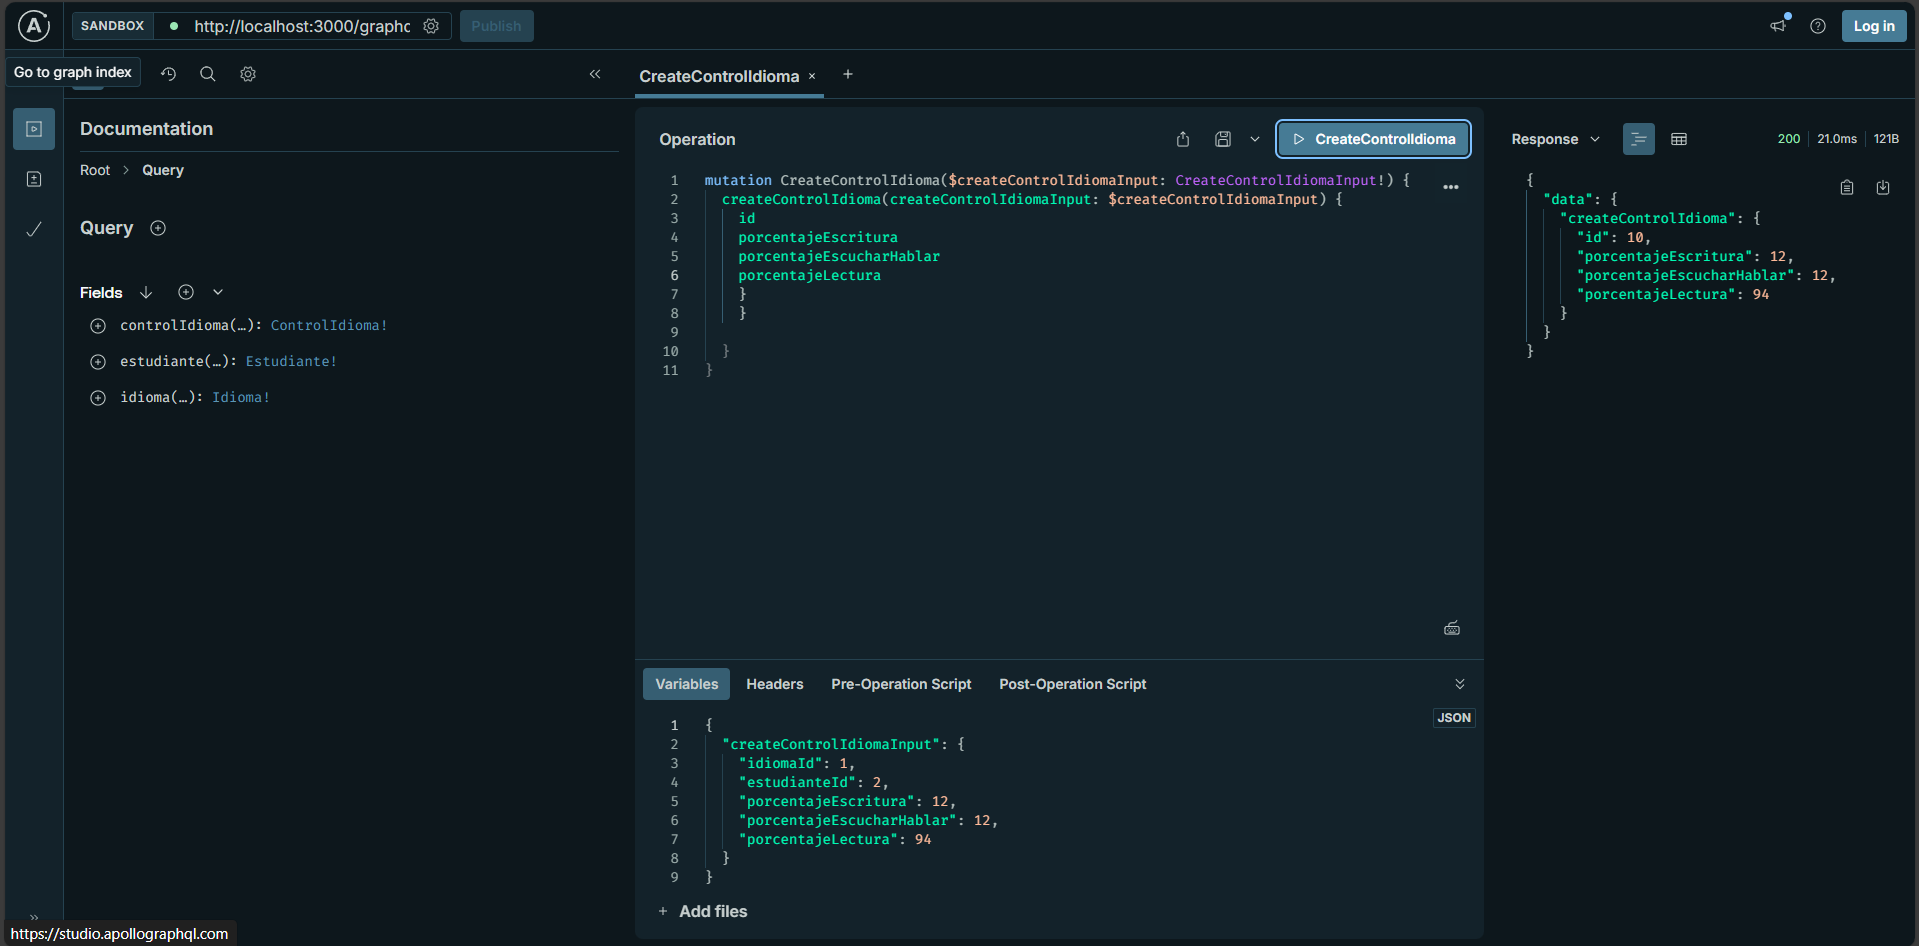 SANDBOX http://localhost:3000/graphc Publish Log in
Go to graph index
Documentation
Root > Query
Query
Fields
controlIdioma(…): ControlIdioma!
estudiante(…): Estudiante!
idioma(…): Idioma!
CreateControlIdioma ×
Operation
CreateControlIdioma
1 mutation CreateControlIdioma($createControlIdiomaInput: CreateControlIdiomaInput!) {
2 createControlIdioma(createControlIdiomaInput: $createControlIdiomaInput) {
3 id
4 porcentajeEscritura
5 porcentajeEscucharHablar
6 porcentajeLectura
7 }
8 }
9
10 }
11 }
Variables Headers Pre-Operation Script Post-Operation Script
JSON
1 {
2 "createControlIdiomaInput": {
3 "idiomaId": 1,
4 "estudianteId": 2,
5 "porcentajeEscritura": 12,
6 "porcentajeEscucharHablar": 12,
7 "porcentajeLectura": 94
8 }
9 }
+ Add files
Response 200 21.0ms 121B
{
"data": {
"createControlIdioma": {
"id": 10,
"porcentajeEscritura": 12,
"porcentajeEscucharHablar": 12,
"porcentajeLectura": 94
}
}
}
https://studio.apollographql.com